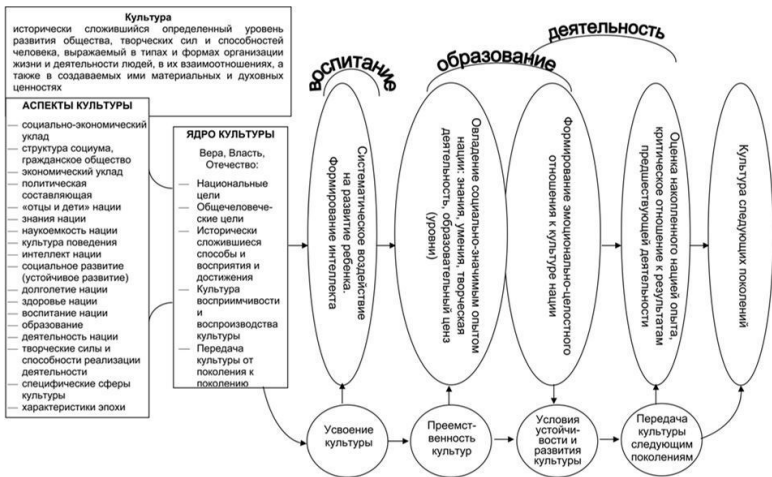 Культура
исторически сложившийся определенный уровень
развития общества, творческих сил и способностей
человека, выражаемый в типах и формах организации
жизни и деятельности людей, в их взаимоотношениях, а
также в создаваемых ими материальных и духовных
ценностях
АСПЕКТЫ КУЛЬТУРЫ
— социально-экономический
уклад
— структура социума,
гражданское общество
— экономический уклад
— политическая
составляющая
— «отцы и дети» нации
— знания нации
— наукоемкость нации
— культура поведения
— интеллект нации
— социальное развитие
(устойчивое развитие)
— долголетие нации
— здоровье нации
— воспитание нации
— образование
— деятельность нации
— творческие силы и
способности реализации
деятельности
— специфические сферы
культуры
— характеристики эпохи
ЯДРО КУЛЬТУРЫ
Вера, Власть,
Отечество:
— Национальные
цели
— Общечеловече-
ские цели
— Исторически
сложившиеся
способы и
восприятия и
достижения
— Культура
восприимчивости
и
воспроизводства
культуры
— Передача
культуры от
поколения к
поколению
воспитание
образование
деятельность
Систематическое воздействие
на развитие ребенка.
Формирование интеллекта
Овладение социально-значимым опытом
нации: знания, умения, творческая
деятельность, образовательный ценз
(уровни)
Формирование эмоционально-целостного
отношения к культуре нации
Оценка накопленного нацией опыта,
критическое отношение к результатам
предшествующей деятельности
Культура следующих поколений
Усвоение
культуры
Преемст-
венность
культур
Условия
устойчи-
вости и
развития
культуры
Передача
культуры
следующим
поколениям